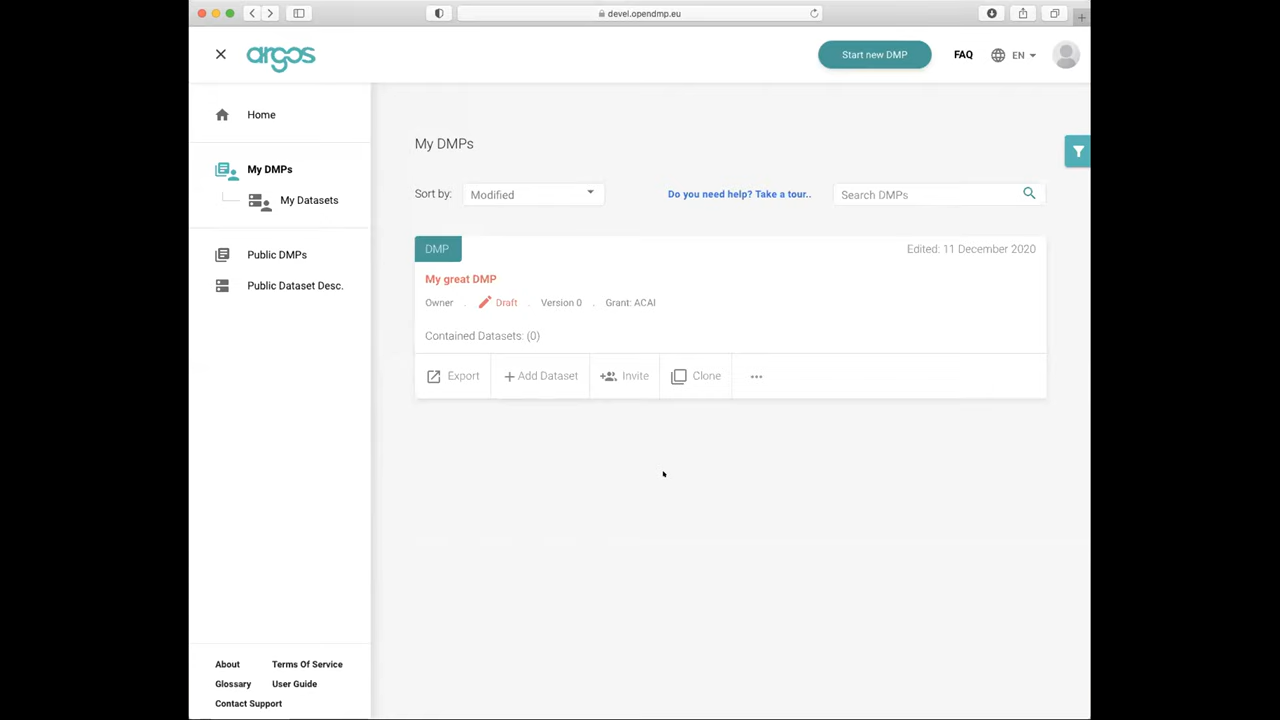 devel.opendmp.eu
argos
Start new DMP
FAQ
EN
Home
My DMPs
My Datasets
Public DMPs
Public Dataset Desc.
My DMPs
Sort by:
Modified
Do you need help? Take a tour..
Search DMPs
DMP
Edited: 11 December 2020
My great DMP
Owner . Draft . Version 0 . Grant: ACAI
Contained Datasets: (0)
Export
Add Dataset
Invite
Clone
About
Terms Of Service
Glossary
User Guide
Contact Support